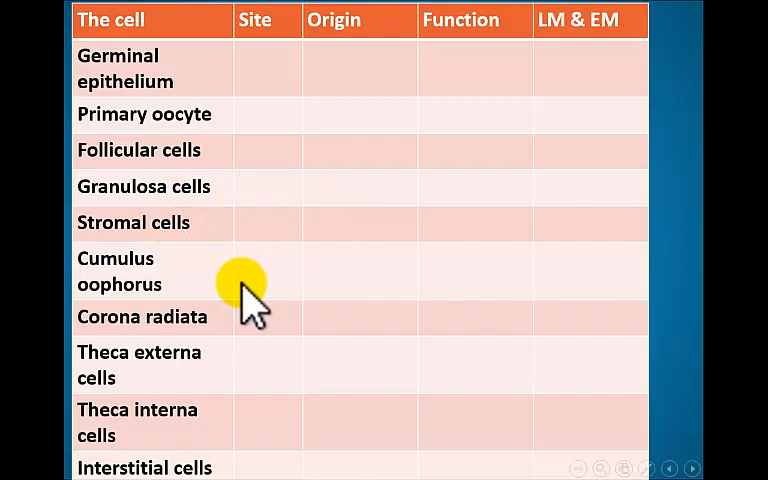 The cell Site Origin Function LM & EM
Germinal
epithelium
Primary oocyte
Follicular cells
Granulosa cells
Stromal cells
Cumulus
oophorus
Corona radiata
Theca externa
cells
Theca interna
cells
Interstitial cells